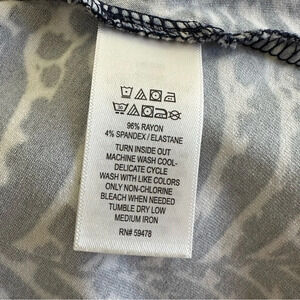 96% RAYON
4% SPANDEX / ELASTANE
TURN INSIDE OUT
MACHINE WASH COOL-
DELICATE CYCLE
WASH WITH LIKE COLORS
ONLY NON-CHLORINE
BLEACH WHEN NEEDED
TUMBLE DRY LOW
MEDIUM IRON
RN# 59478